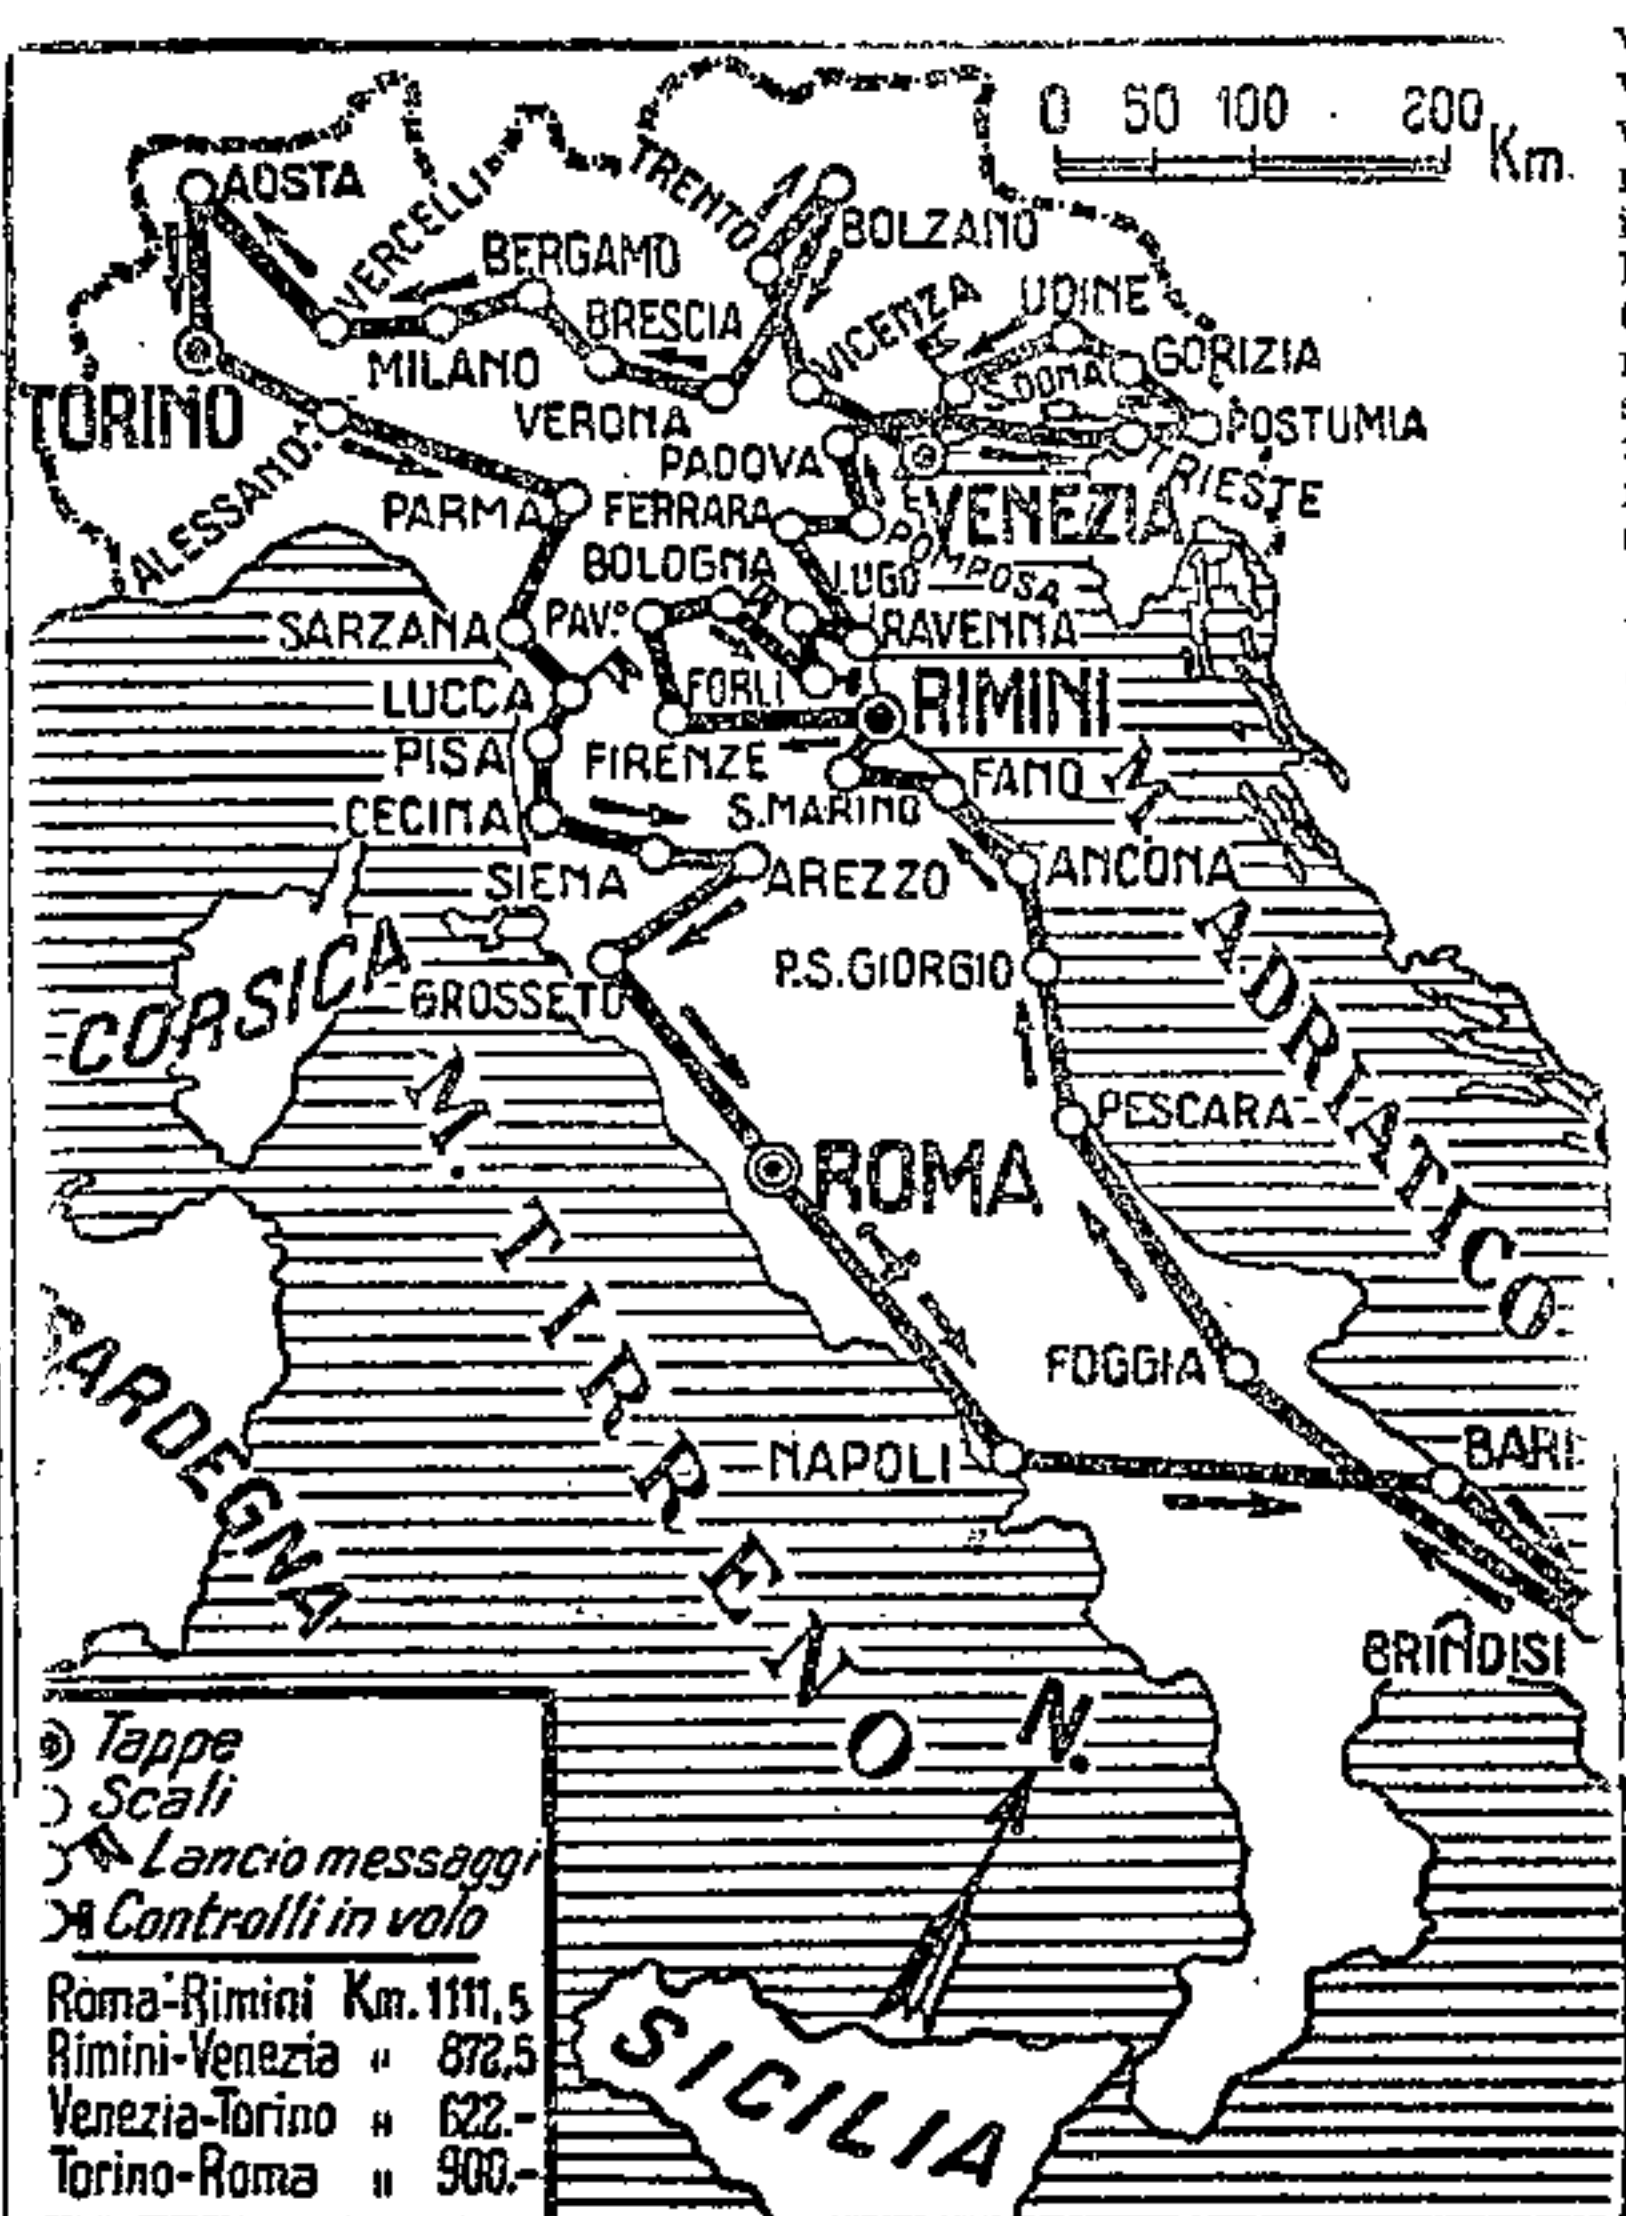 0 50 100 200 Km.
AOSTA
VERCELLI
TRENTO
BOLZANO
BERGAMO
BRESCIA
MILANO
VERONA
VICENZA
UDINE
GORIZIA
S. DONÀ
POSTUMIA
TORINO
ALESSAND.
PADOVA
TRIESTE
VENEZIA
PARMA
FERRARA
POMPOSA
BOLOGNA
LUGO
SARZANA
PAV.º
RAVENNA
LUCCA
FORLI
RIMINI
PISA
FIRENZE
FANO
CECINA
S.MARINO
SIENA
AREZZO
ANCONA
CORSICA
GROSSETO
P.S.GIORGIO
M. ADRIATICO
PESCARA
ROMA
M. TIRRENO
FOGGIA
SARDEGNA
NAPOLI
BARI
BRINDISI
N.
SICILIA
Tappe
Scali
Lancio messaggi
Controlli in volo
Roma-Rimini Km. 1111,5
Rimini-Venezia " 872,5
Venezia-Torino " 622.-
Torino-Roma " 900.-